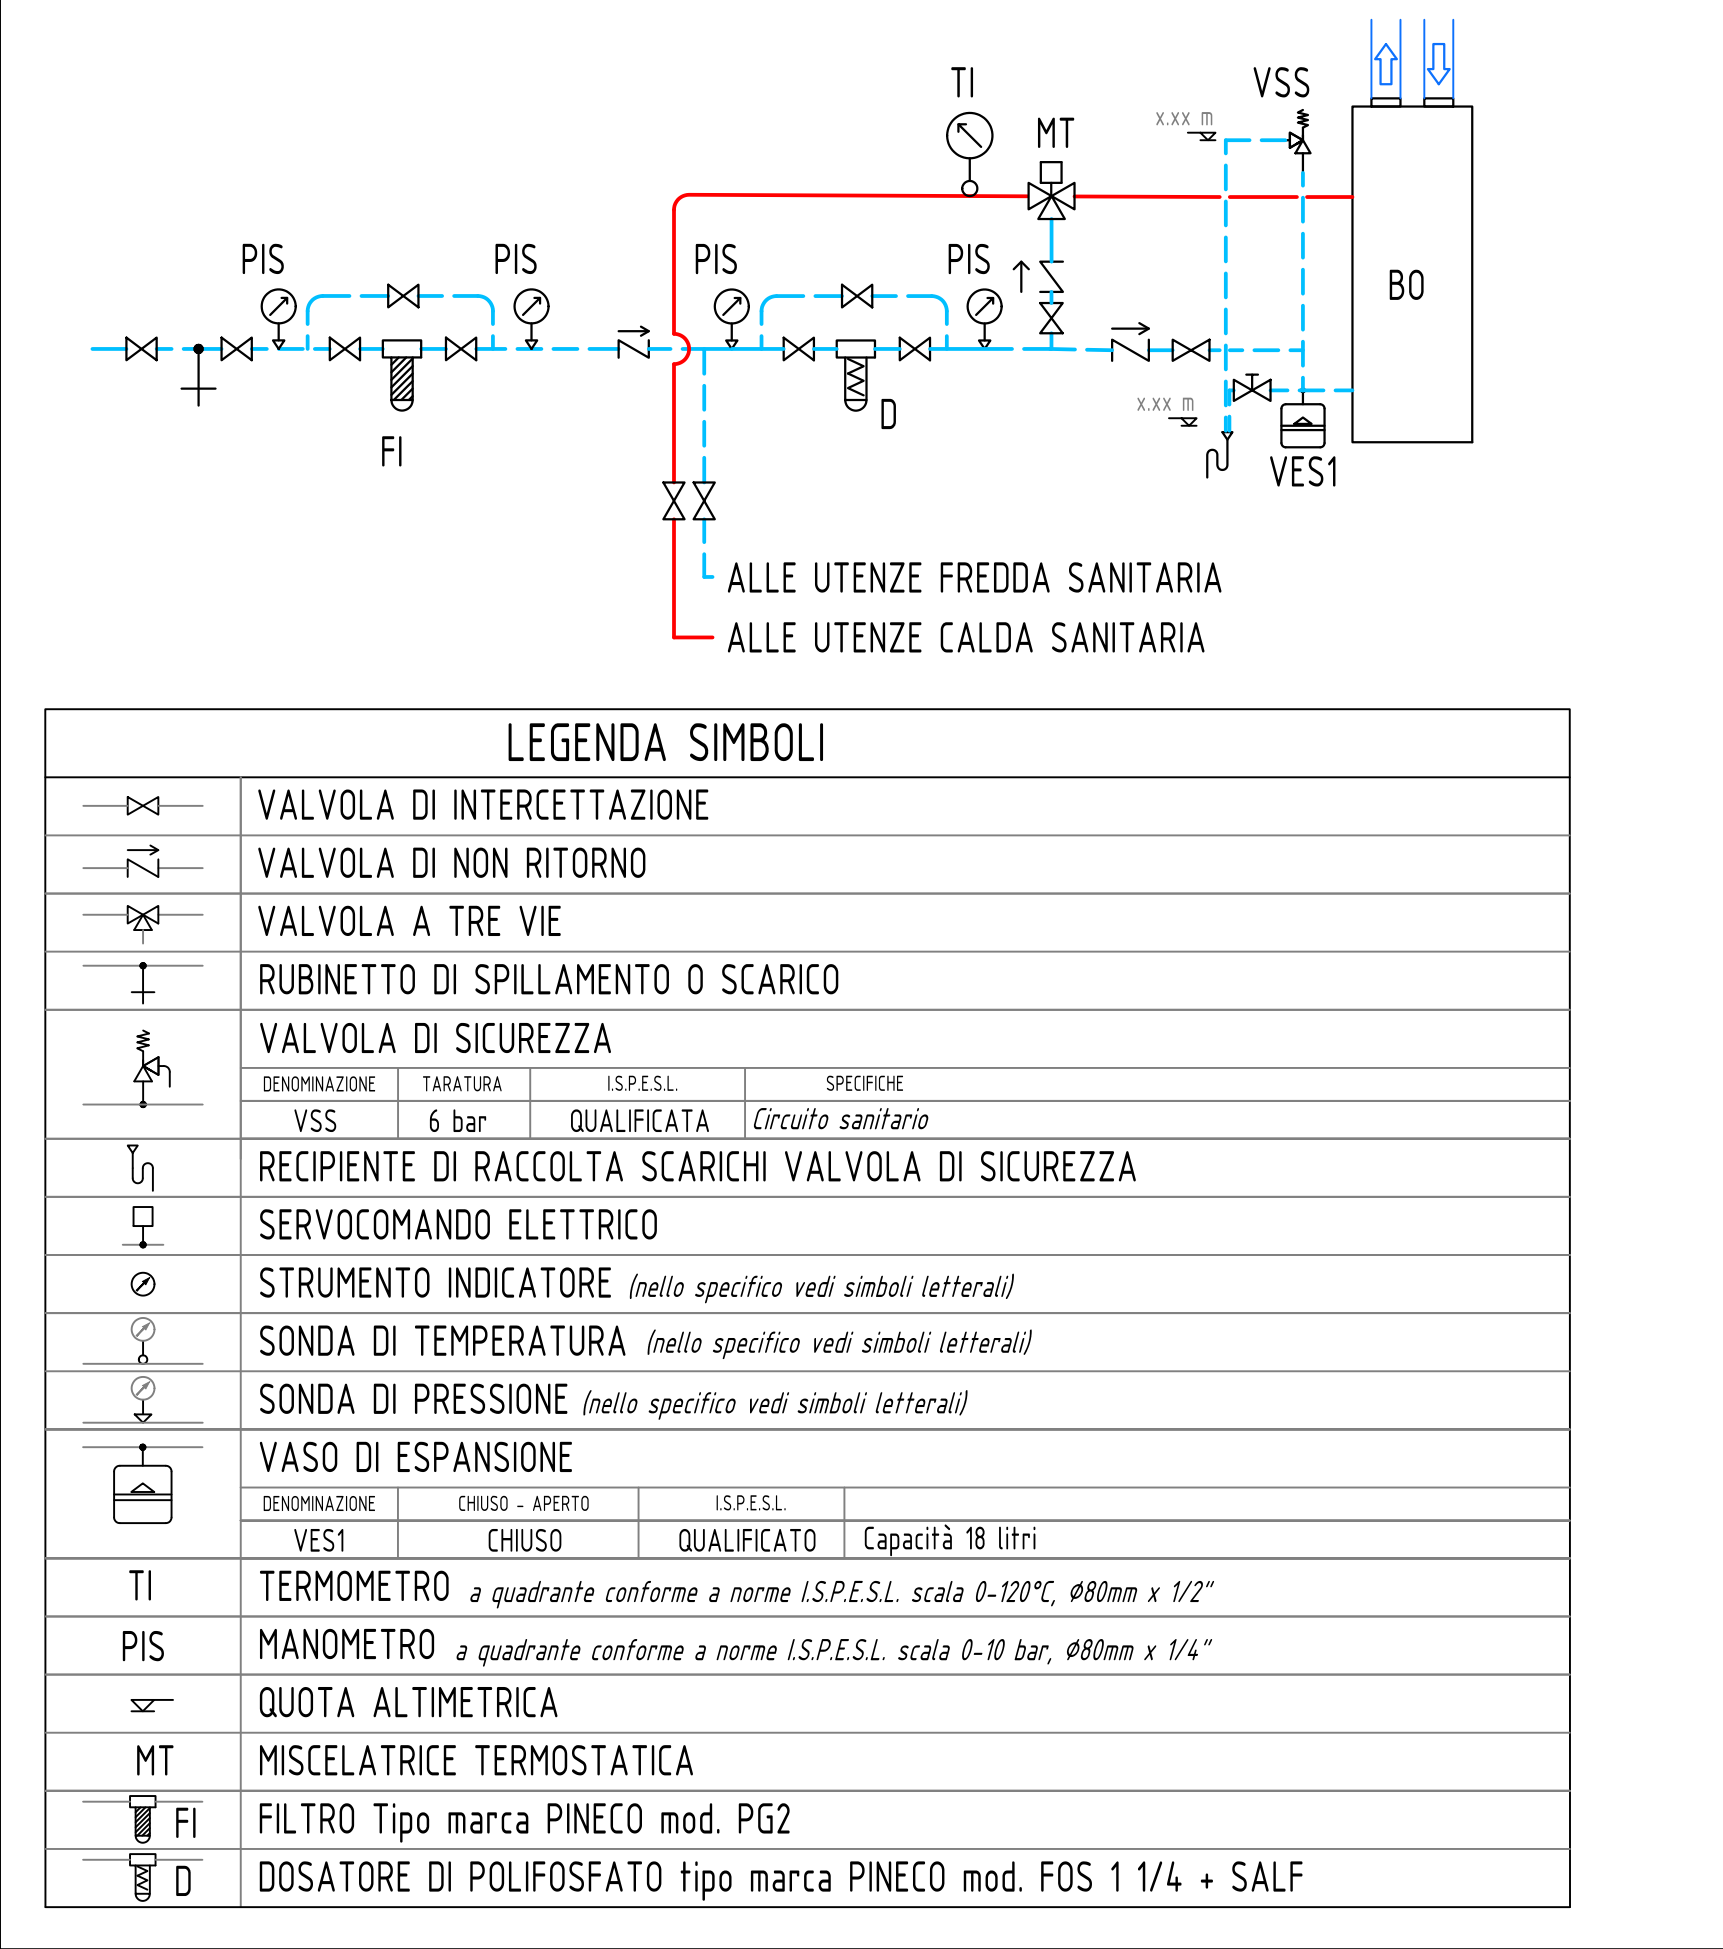 TI
VSS
x.xx m
MT
PIS
PIS
PIS
PIS
BO
x.xx m
D
FI
VES1
ALLE UTENZE FREDDA SANITARIA
ALLE UTENZE CALDA SANITARIA
LEGENDA SIMBOLI
VALVOLA DI INTERCETTAZIONE
VALVOLA DI NON RITORNO
VALVOLA A TRE VIE
RUBINETTO DI SPILLAMENTO O SCARICO
VALVOLA DI SICUREZZA
DENOMINAZIONE TARATURA I.S.P.E.S.L. SPECIFICHE
VSS 6 bar QUALIFICATA Circuito sanitario
RECIPIENTE DI RACCOLTA SCARICHI VALVOLA DI SICUREZZA
SERVOCOMANDO ELETTRICO
STRUMENTO INDICATORE (nello specifico vedi simboli letterali)
SONDA DI TEMPERATURA (nello specifico vedi simboli letterali)
SONDA DI PRESSIONE (nello specifico vedi simboli letterali)
VASO DI ESPANSIONE
DENOMINAZIONE CHIUSO - APERTO I.S.P.E.S.L.
VES1 CHIUSO QUALIFICATO Capacità 18 litri
TI TERMOMETRO a quadrante conforme a norme I.S.P.E.S.L. scala 0-120°C, Ø80mm x 1/2"
PIS MANOMETRO a quadrante conforme a norme I.S.P.E.S.L. scala 0-10 bar, Ø80mm x 1/4"
QUOTA ALTIMETRICA
MT MISCELATRICE TERMOSTATICA
FI FILTRO Tipo marca PINECO mod. PG2
D DOSATORE DI POLIFOSFATO tipo marca PINECO mod. FOS 1 1/4 + SALF